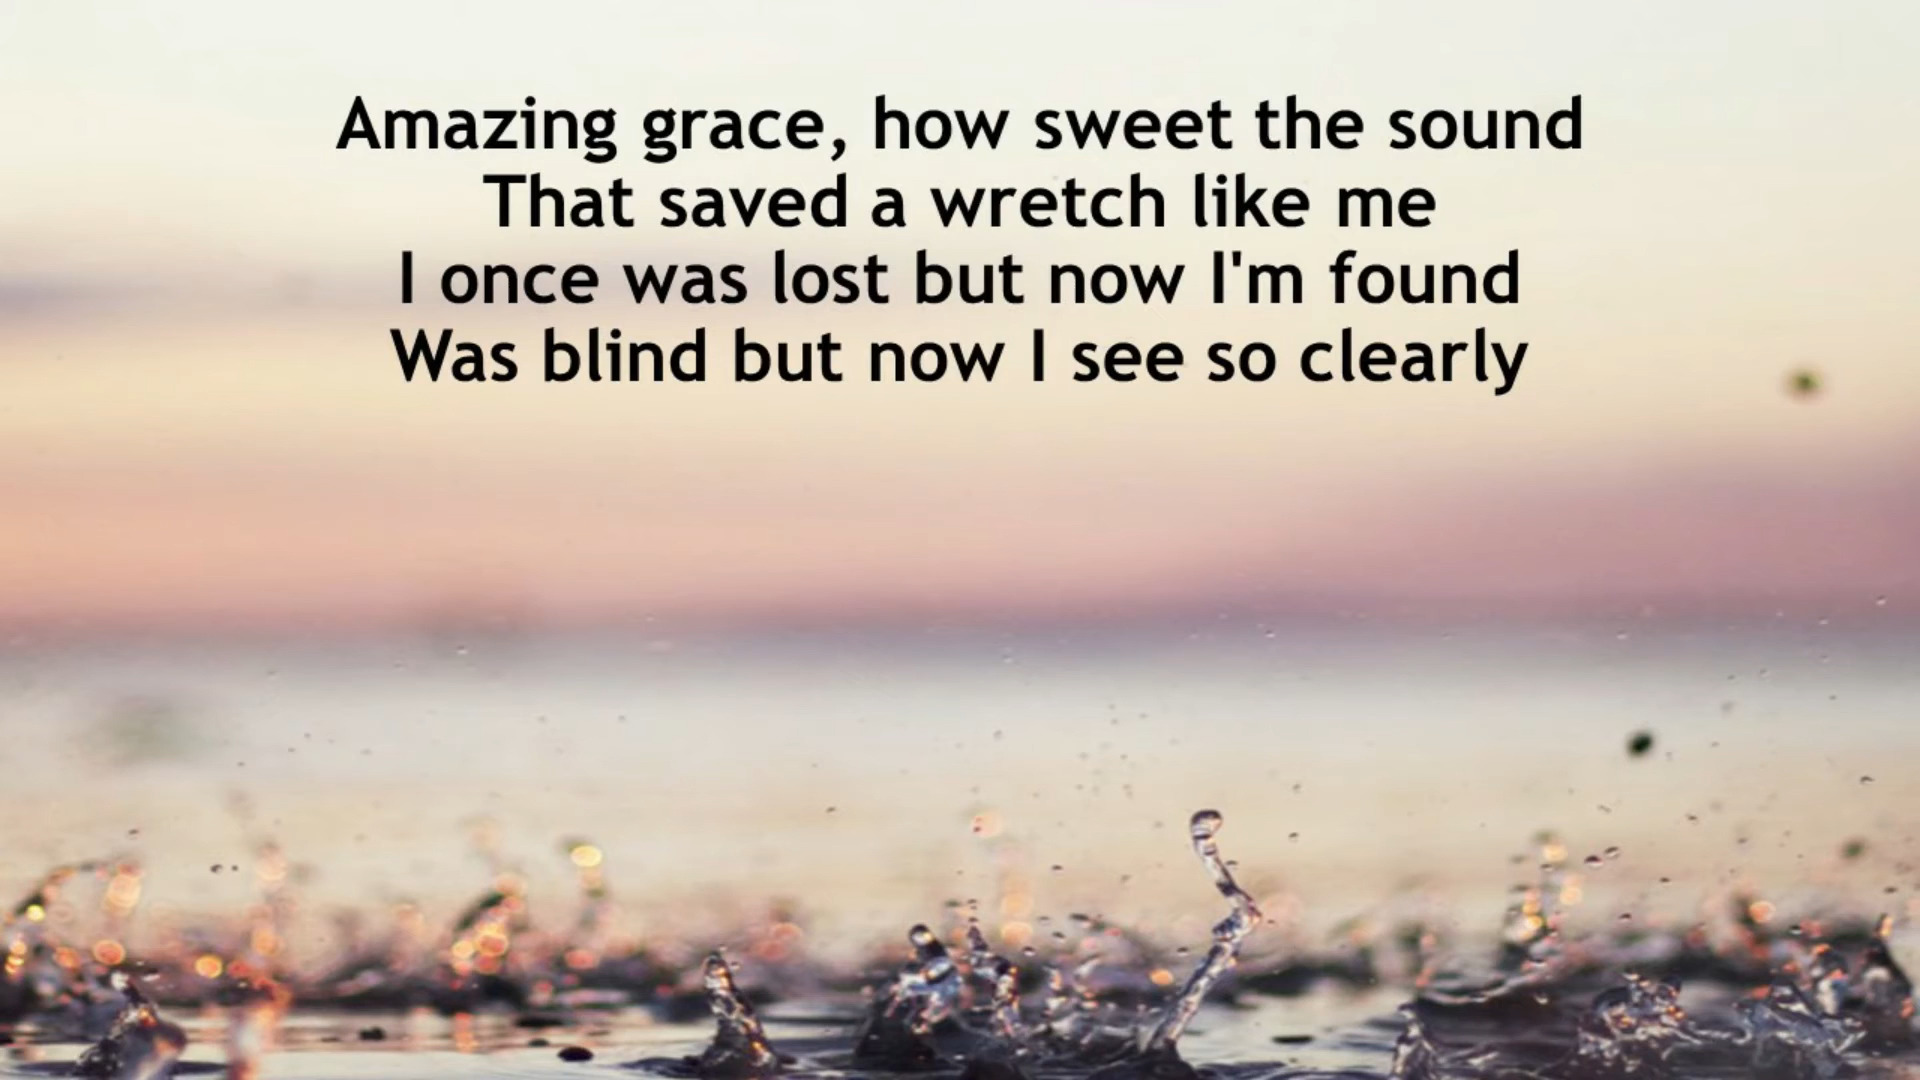 Amazing grace, how sweet the sound
That saved a wretch like me
I once was lost but now I'm found
Was blind but now I see so clearly